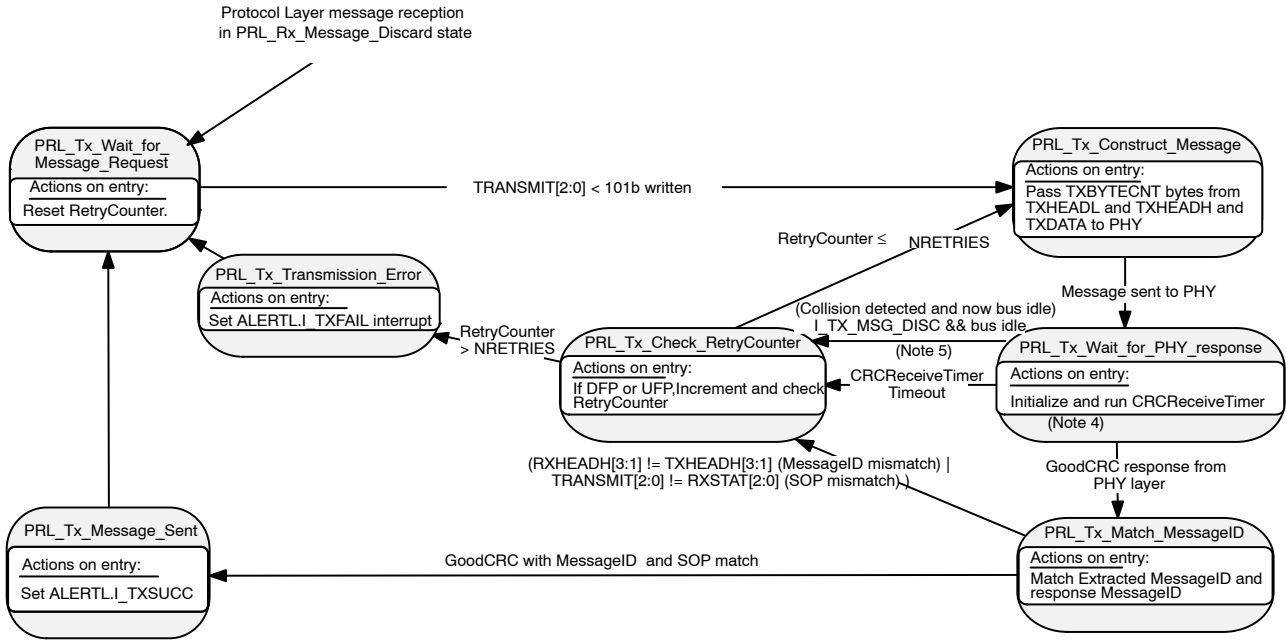 Protocol Layer message reception
in PRL_Rx_Message_Discard state
PRL_Tx_Wait_for_
Message_Request
Actions on entry:
Reset RetryCounter.
TRANSMIT[2:0] < 101b written
PRL_Tx_Construct_Message
Actions on entry:
Pass TXBYTECNT bytes from
TXHEADL and TXHEADH and
TXDATA to PHY
RetryCounter ≤ NRETRIES
PRL_Tx_Transmission_Error
Actions on entry:
Set ALERTL.I_TXFAIL interrupt
Message sent to PHY
(Collision detected and now bus idle)
I_TX_MSG_DISC && bus idle
(Note 5)
RetryCounter
> NRETRIES
PRL_Tx_Check_RetryCounter
Actions on entry:
If DFP or UFP,Increment and check
RetryCounter
CRCReceiveTimer
Timeout
PRL_Tx_Wait_for_PHY_response
Actions on entry:
Initialize and run CRCReceiveTimer
(Note 4)
(RXHEADH[3:1] != TXHEADH[3:1] (MessageID mismatch) |
TRANSMIT[2:0] != RXSTAT[2:0] (SOP mismatch) )
GoodCRC response from
PHY layer
PRL_Tx_Message_Sent
Actions on entry:
Set ALERTL.I_TXSUCC
GoodCRC with MessageID and SOP match
PRL_Tx_Match_MessageID
Actions on entry:
Match Extracted MessageID and
response MessageID